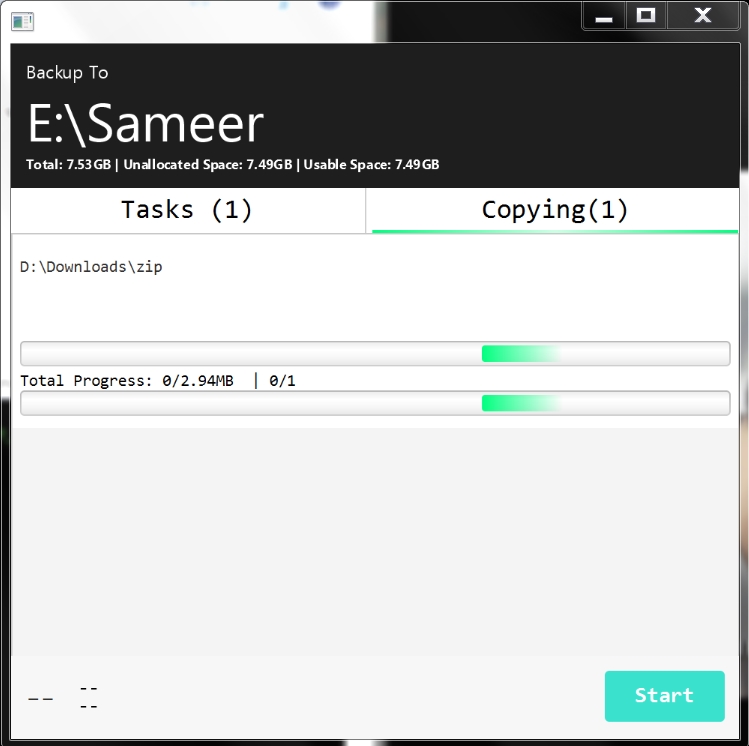 Backup To
E:\Sameer
Total: 7.53GB | Unallocated Space: 7.49GB | Usable Space: 7.49GB
Tasks (1)
Copying(1)
D:\Downloads\zip
Total Progress: 0/2.94MB | 0/1
-- --
--
Start